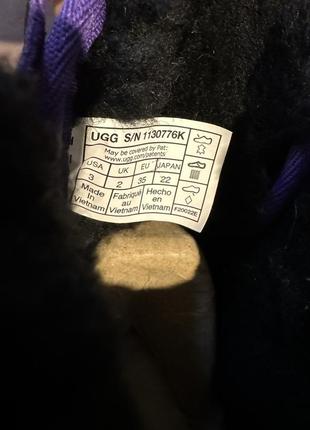 UGG S/N 1130776K
May be covered by Pat:
www.ugg.com/patents
USA UK EU JAPAN
3 2 35 22
Made in Vietnam
Fabriqué au Vietnam
Hecho en Vietnam
F20022E